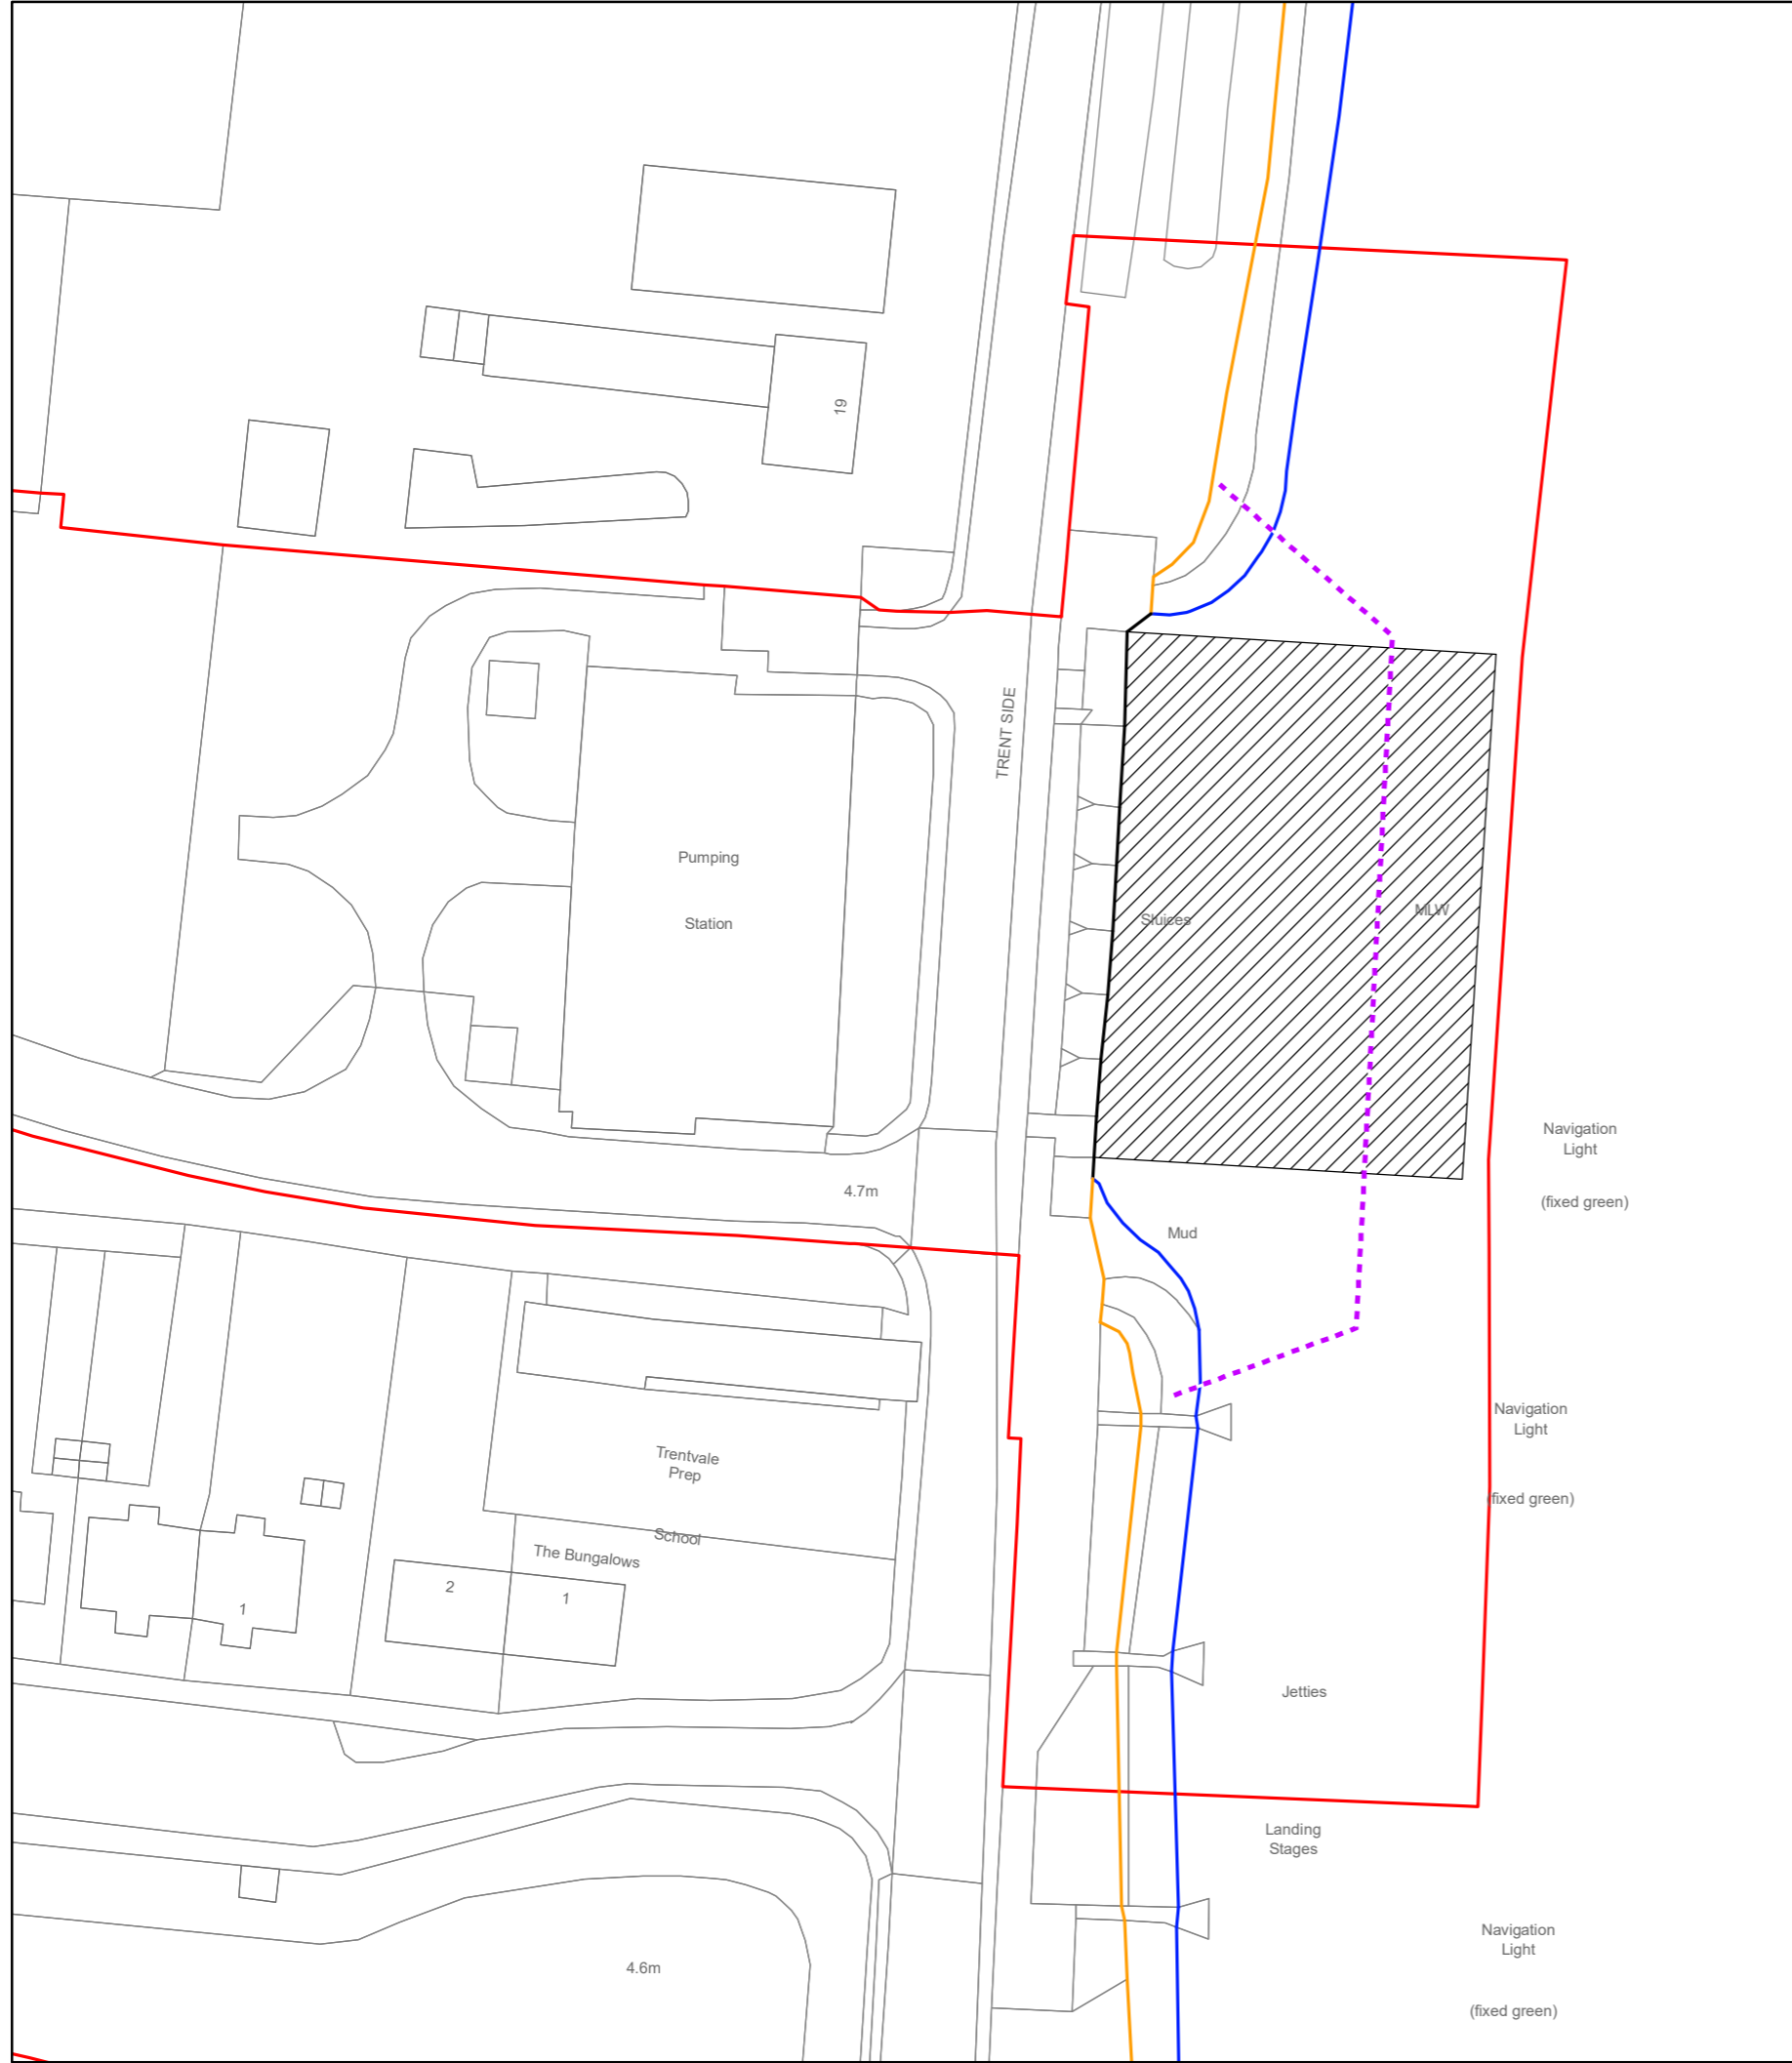 19
TRENT SIDE
Pumping
Station
Sluices
MLW
Navigation
Light
(fixed green)
4.7m
Mud
Navigation
Light
(fixed green)
Trentvale
Prep
School
The Bungalows
2
1
1
Jetties
Landing
Stages
Navigation
Light
(fixed green)
4.6m